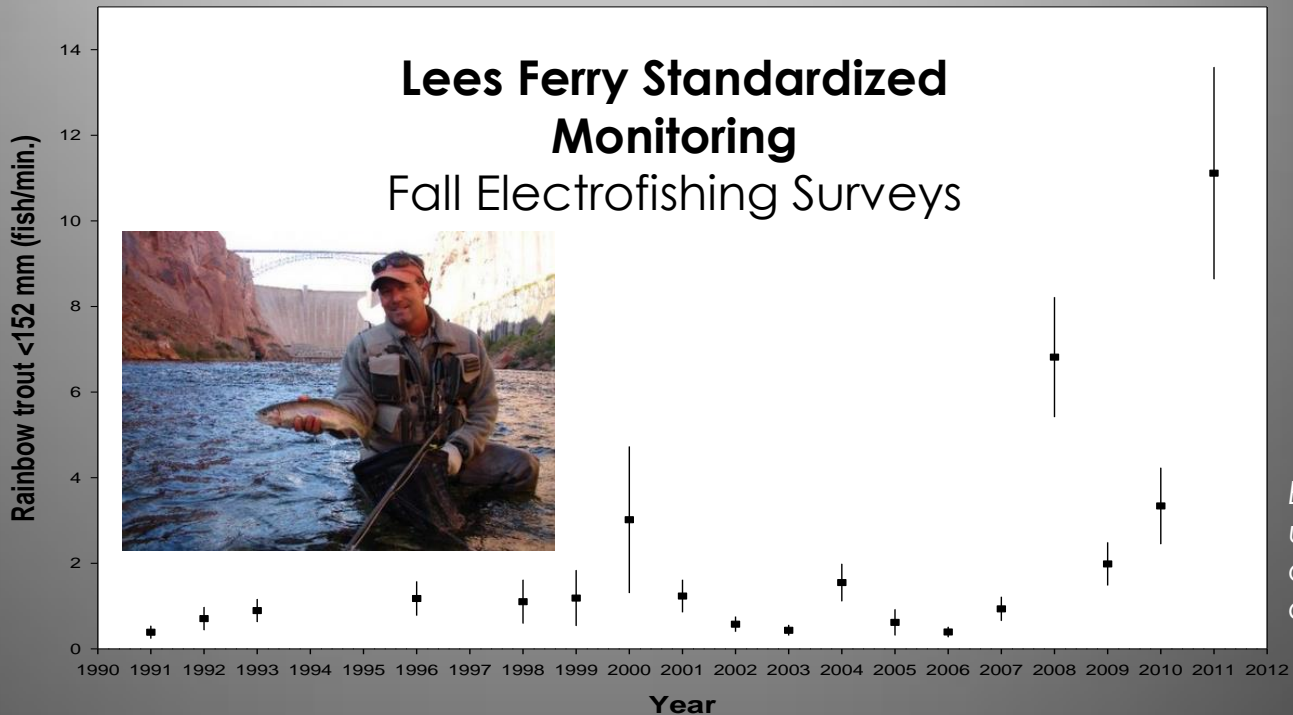 Lees Ferry Standardized
Monitoring
Fall Electrofishing Surveys
Rainbow trout <152 mm (fish/min.)
14
12
10
8
6
4
2
0
1990 1991 1992 1993 1994 1995 1996 1997 1998 1999 2000 2001 2002 2003 2004 2005 2006 2007 2008 2009 2010 2011 2012
Year